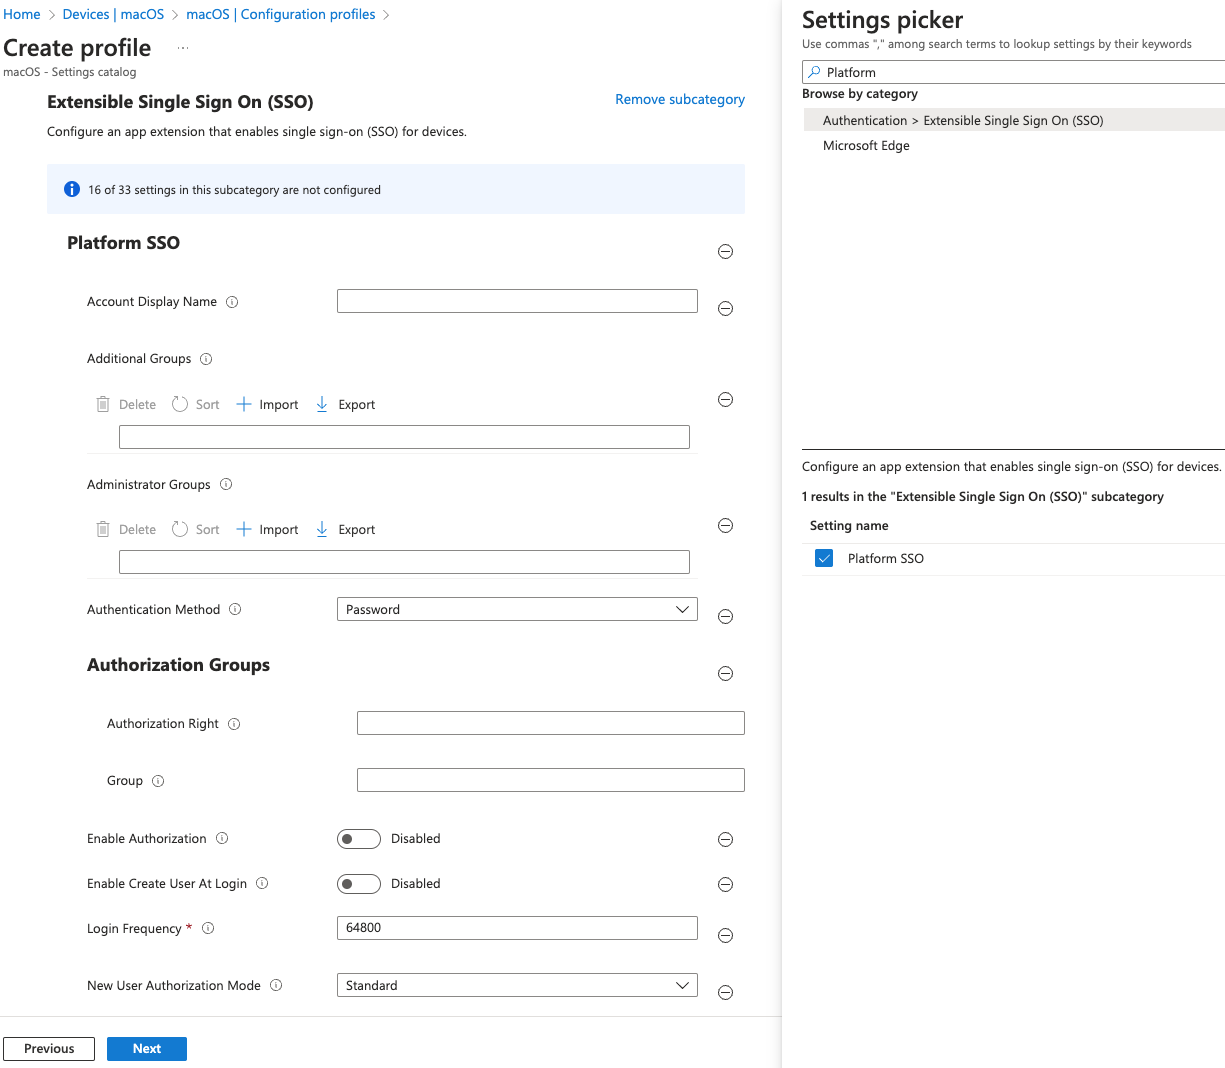 Home > Devices | macOS > macOS | Configuration profiles >
Create profile ...
macOS - Settings catalog
Extensible Single Sign On (SSO)
Remove subcategory
Configure an app extension that enables single sign-on (SSO) for devices.
16 of 33 settings in this subcategory are not configured
Platform SSO
Account Display Name
Additional Groups
Delete Sort Import Export
Administrator Groups
Delete Sort Import Export
Authentication Method Password
Authorization Groups
Authorization Right
Group
Enable Authorization Disabled
Enable Create User At Login Disabled
Login Frequency * 64800
New User Authorization Mode Standard
Previous Next
Settings picker
Use commas "," among search terms to lookup settings by their keywords
Platform
Browse by category
Authentication > Extensible Single Sign On (SSO)
Microsoft Edge
Configure an app extension that enables single sign-on (SSO) for devices.
1 results in the "Extensible Single Sign On (SSO)" subcategory
Setting name
Platform SSO